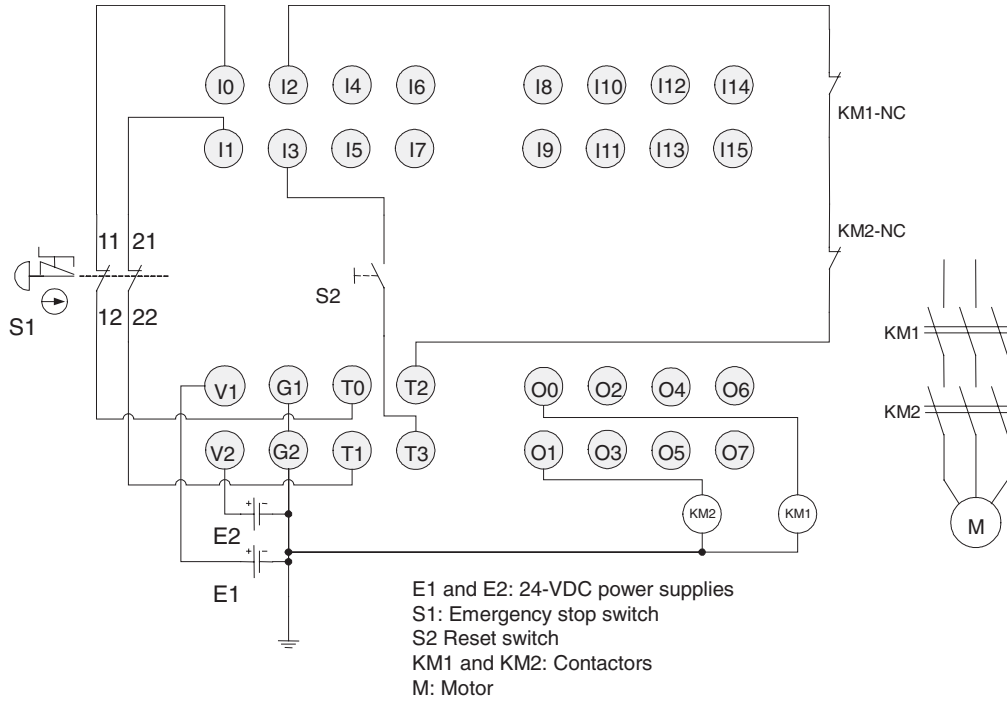 I0 I2 I4 I6 I8 I10 I12 I14
KM1-NC
I1 I3 I5 I7 I9 I11 I13 I15
KM2-NC
11 21
S1
S2
12 22
KM1
V1 G1 T0 T2 O0 O2 O4 O6
KM2
V2 G2 T1 T3 O1 O3 O5 O7
+ -
E2
KM2 KM1
M
+ -
E1
E1 and E2: 24-VDC power supplies
S1: Emergency stop switch
S2 Reset switch
KM1 and KM2: Contactors
M: Motor